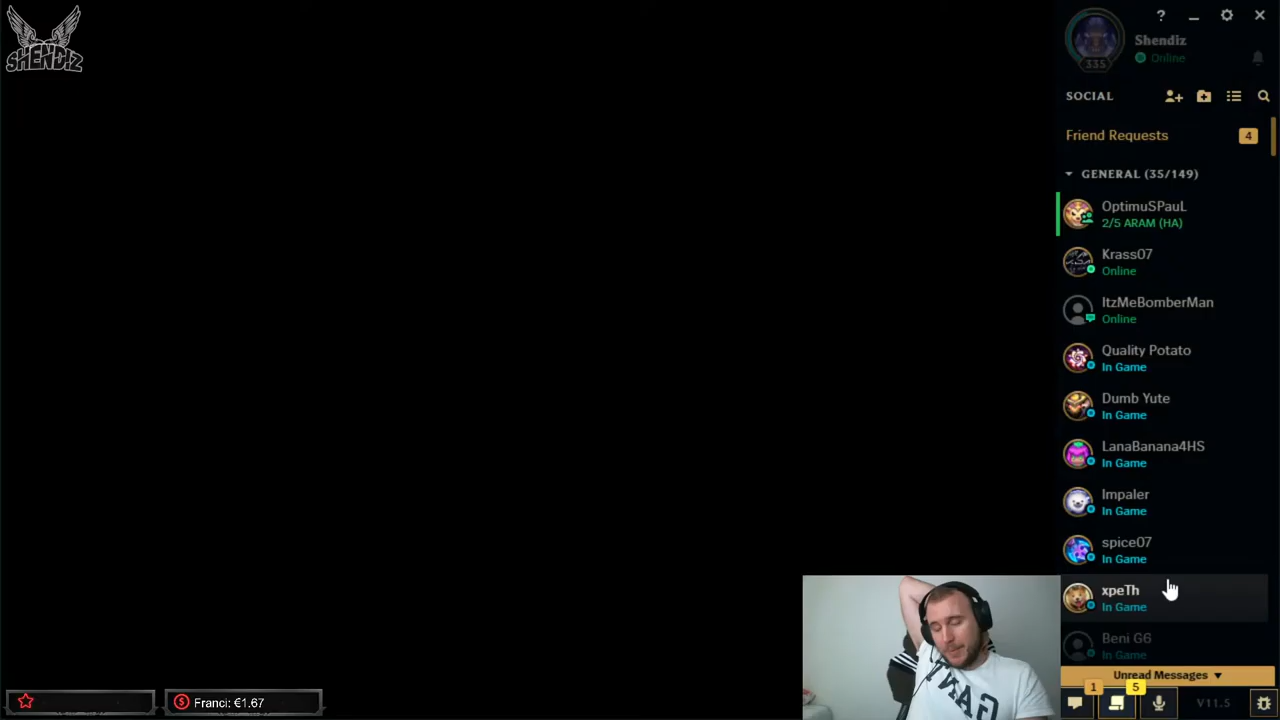 SHENDIZ
?
Shendiz
335
Online
SOCIAL
Friend Requests
4
GENERAL (35/149)
OptimuSPauL
2/5 ARAM (HA)
Krass07
Online
ItzMeBomberMan
Online
Quality Potato
In Game
Dumb Yute
In Game
LanaBanana4HS
In Game
Impaler
In Game
spice07
In Game
xpeTh
In Game
Beni G6
In Game
Unread Messages
1
5
V11.5
GANT
Franci: €1.67